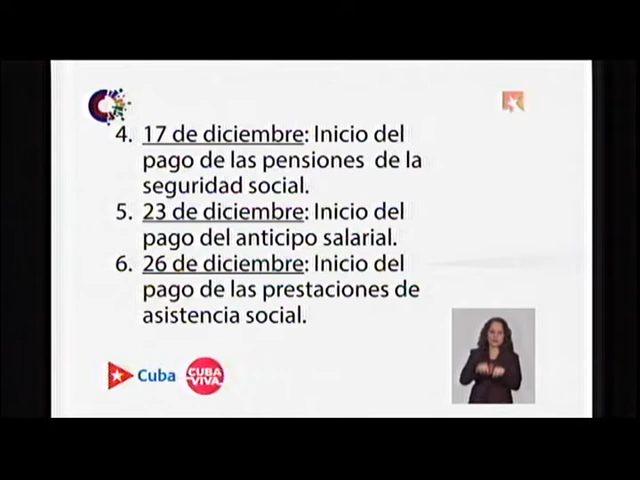 4. 17 de diciembre: Inicio del
pago de las pensiones de la
seguridad social.
5. 23 de diciembre: Inicio del
pago del anticipo salarial.
6. 26 de diciembre: Inicio del
pago de las prestaciones de
asistencia social.
Cuba
CUBA
VIVA